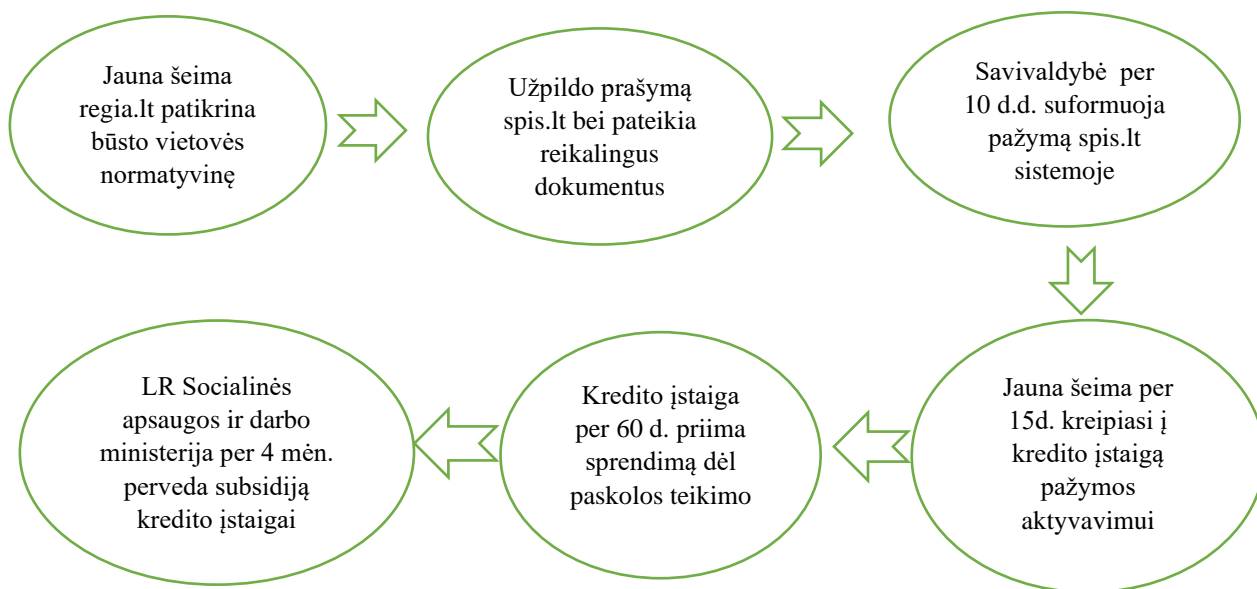 Jauna šeima
regia.lt patikrina
būsto vietovės
normatyvinę
Užpildo prašymą
spis.lt bei pateikia
reikalingus
dokumentus
Savivaldybė  per
10 d.d. suformuoja
pažymą spis.lt
sistemoje
Jauna šeima per
15d. kreipiasi į
kredito įstaigą
pažymos
aktyvavimui
Kredito įstaiga
per 60 d. priima
sprendimą dėl
paskolos teikimo
LR Socialinės
apsaugos ir darbo
ministerija per 4 mėn.
perveda subsidiją
kredito įstaigai